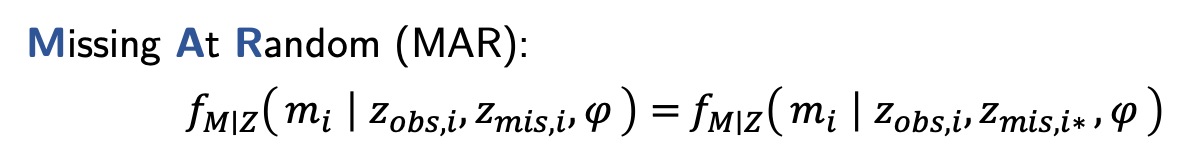 Missing At Random (MAR):
f_{M|Z}(m_i | z_{obs,i}, z_{mis,i}, φ) = f_{M|Z}(m_i | z_{obs,i}, z_{mis,i*}, φ)